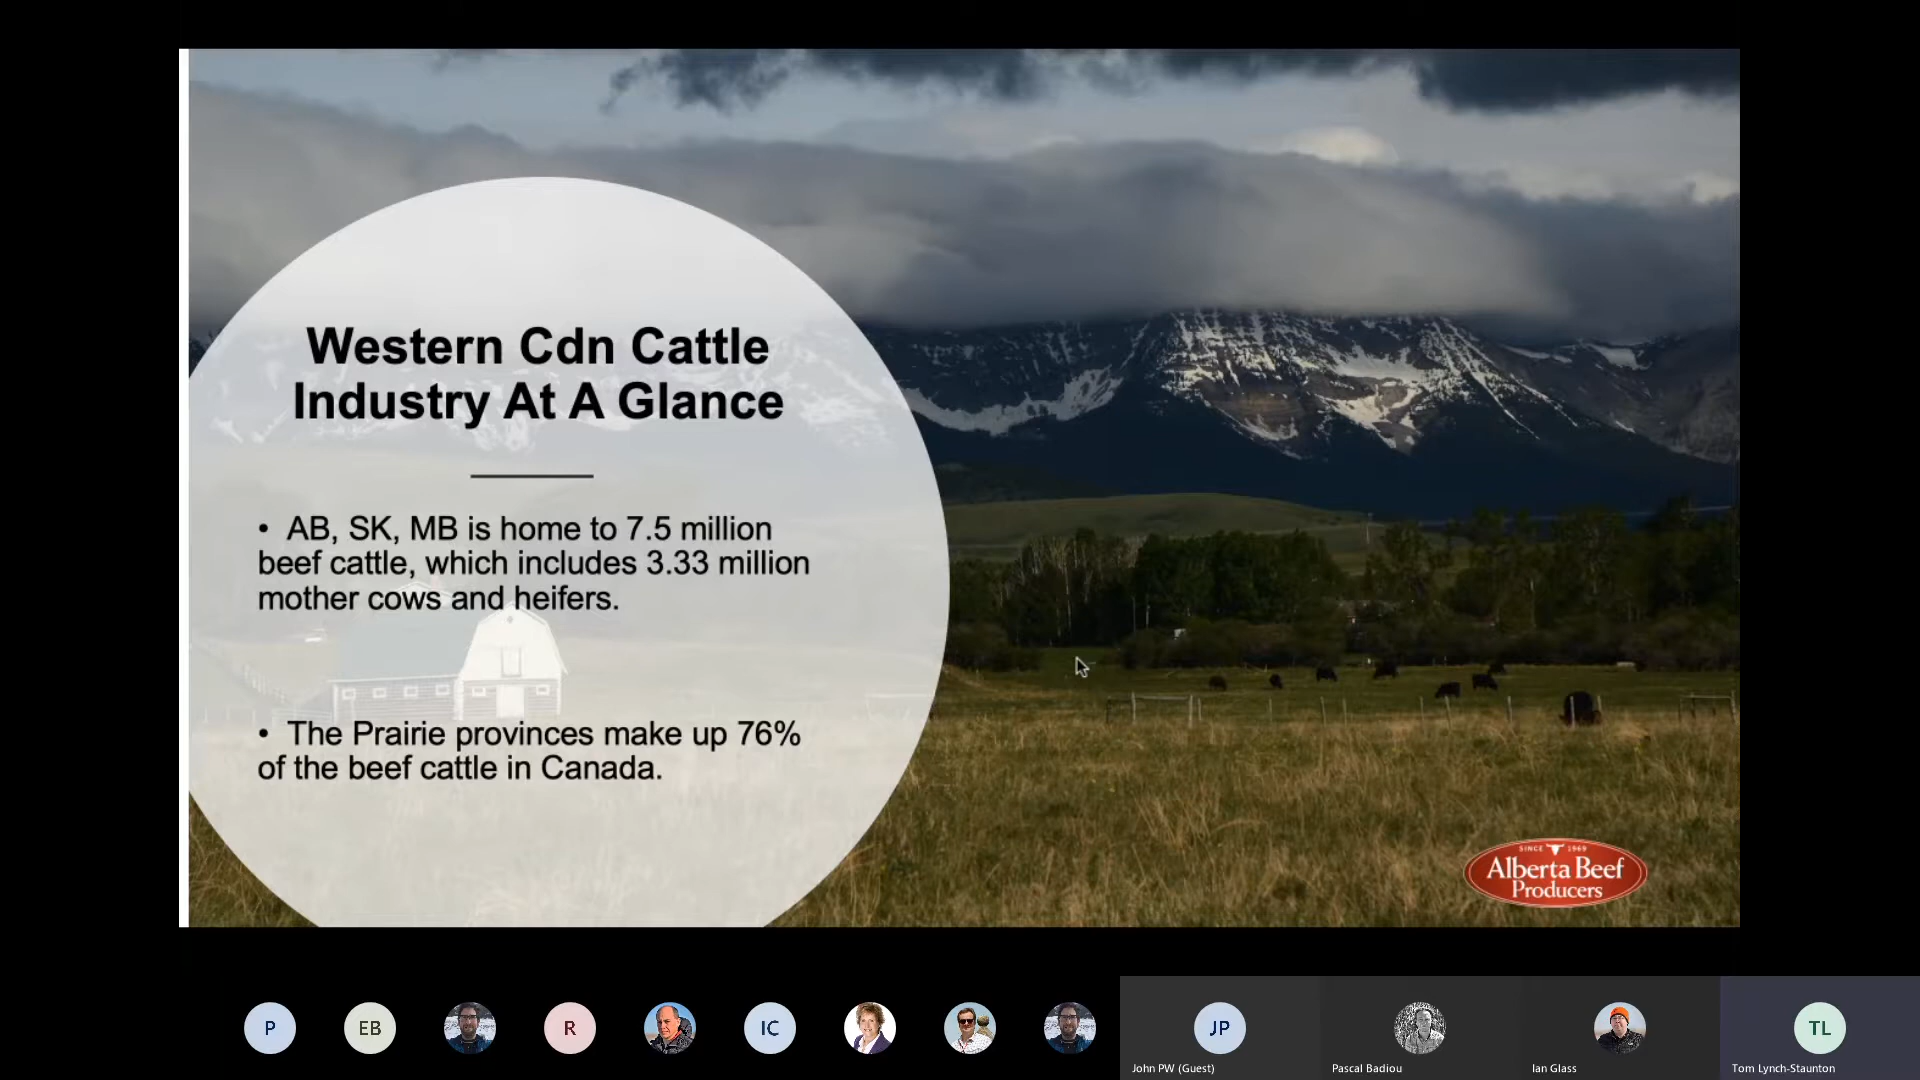 Western Cdn Cattle
Industry At A Glance
• AB, SK, MB is home to 7.5 million
beef cattle, which includes 3.33 million
mother cows and heifers.
• The Prairie provinces make up 76%
of the beef cattle in Canada.
SINCE 1969
Alberta Beef
Producers
P
EB
R
IC
JP
TL
John PW (Guest)
Pascal Badiou
Ian Glass
Tom Lynch-Staunton